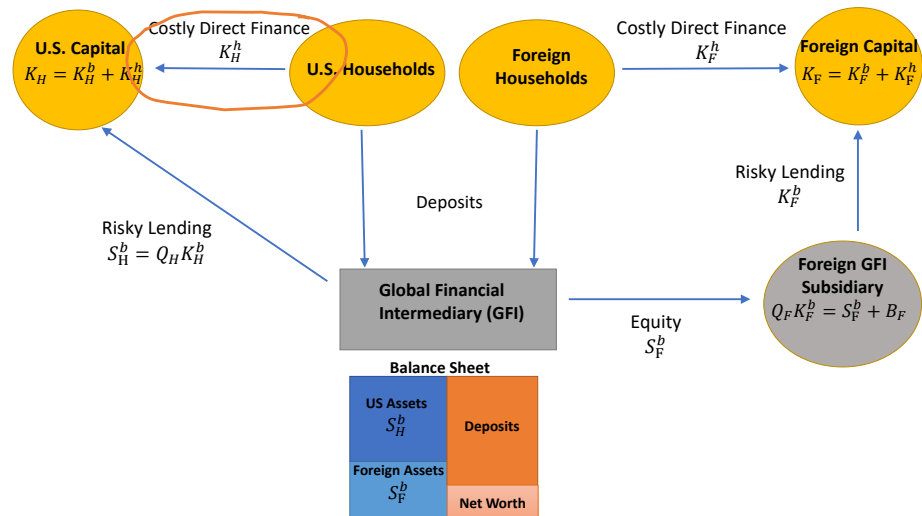 Costly Direct Finance
K_H^h
U.S. Capital
K_H = K_H^b + K_H^h
U.S. Households
Foreign
Households
Costly Direct Finance
K_F^h
Foreign Capital
K_F = K_F^b + K_F^h
Deposits
Risky Lending
S_H^b = Q_H K_H^b
Risky Lending
K_F^b
Global Financial
Intermediary (GFI)
Equity
S_F^b
Foreign GFI
Subsidiary
Q_F K_F^b = S_F^b + B_F
Balance Sheet
US Assets
S_H^b
Deposits
Foreign Assets
S_F^b
Net Worth